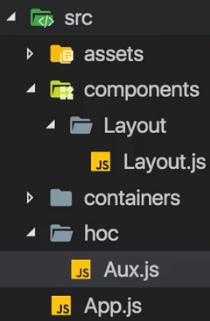 src
assets
components
Layout
JS Layout.js
containers
hoc
JS Aux.js
JS App.js